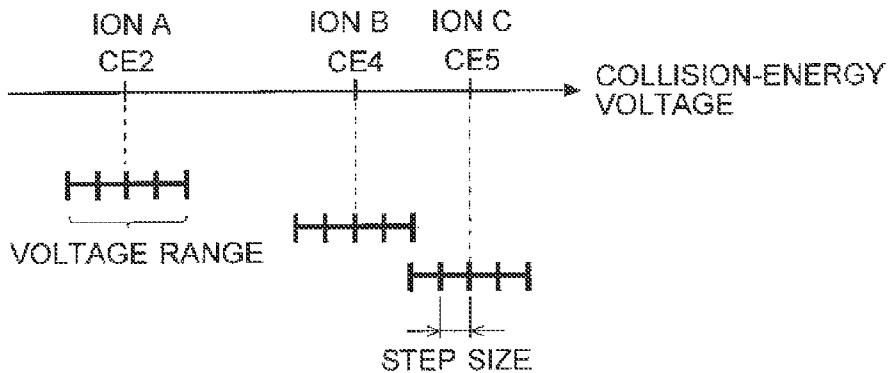 ION A
CE2
ION B
CE4
ION C
CE5
COLLISION-ENERGY
VOLTAGE
VOLTAGE RANGE
STEP SIZE